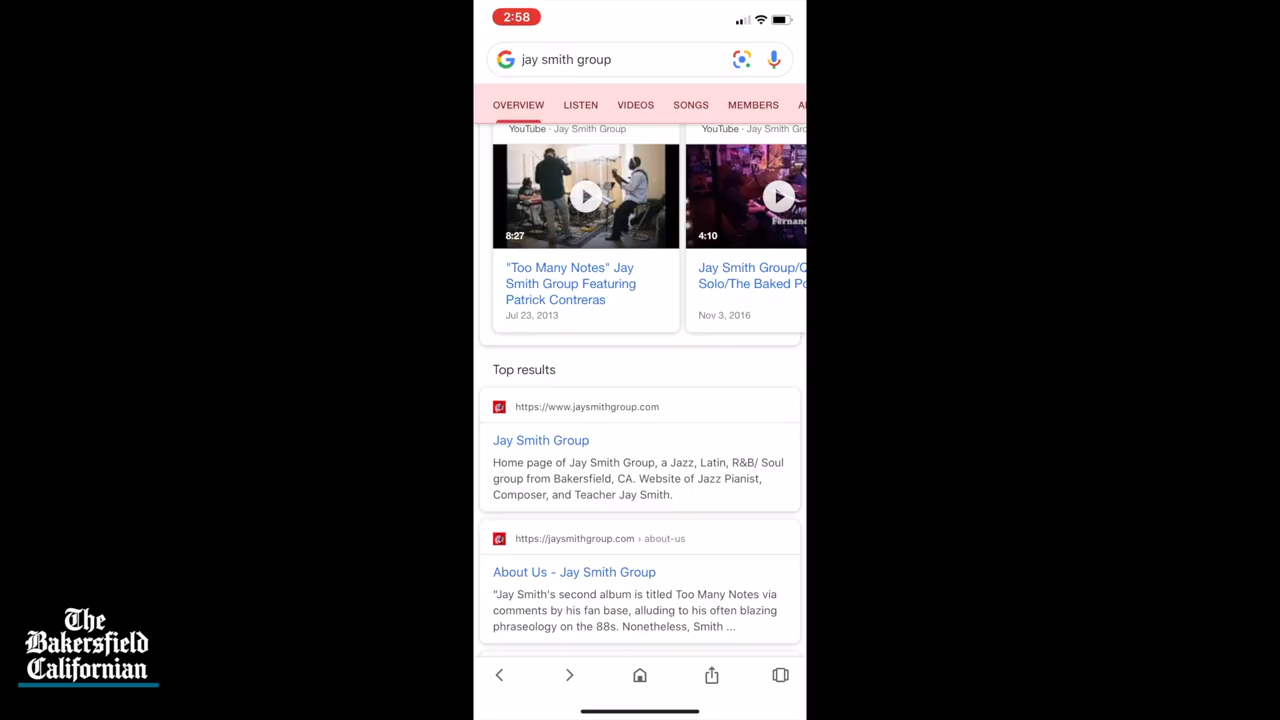 2:58
jay smith group
OVERVIEW LISTEN VIDEOS SONGS MEMBERS
YouTube · Jay Smith Group
YouTube · Jay Smith
8:27
4:10
"Too Many Notes" Jay
Smith Group Featuring
Patrick Contreras
Jul 23, 2013
Jay Smith Group/
Solo/The Baked
Nov 3, 2016
Top results
https://www.jaysmithgroup.com
Jay Smith Group
Home page of Jay Smith Group, a Jazz, Latin, R&B/ Soul
group from Bakersfield, CA. Website of Jazz Pianist,
Composer, and Teacher Jay Smith.
https://jaysmithgroup.com › about-us
About Us - Jay Smith Group
"Jay Smith's second album is titled Too Many Notes via
comments by his fan base, alluding to his often blazing
phraseology on the 88s. Nonetheless, Smith ...
The
Bakersfield
Californian